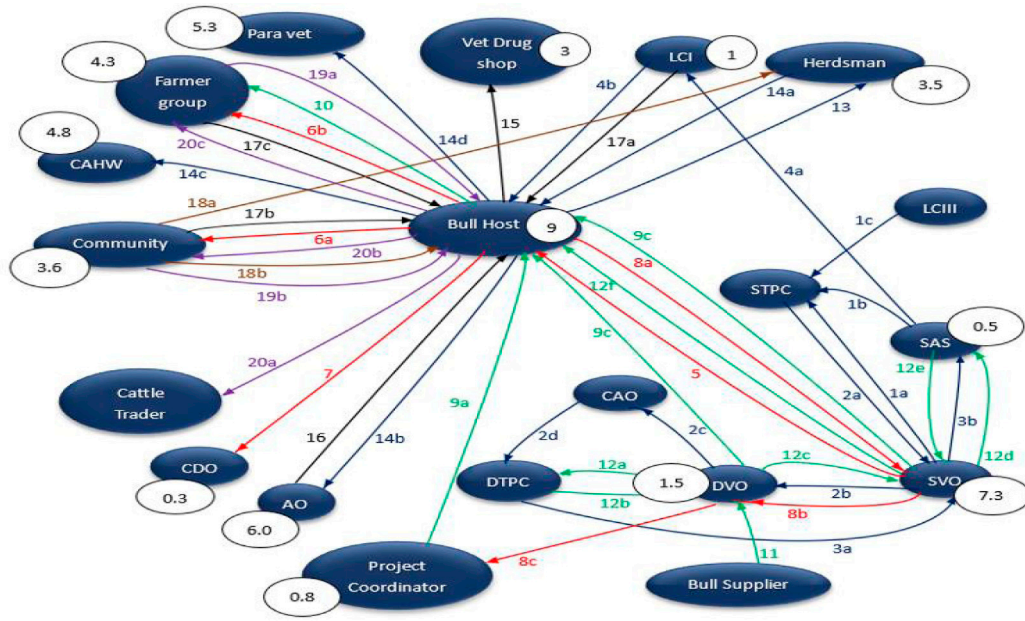 5.3
Para vet
Vet Drug
shop
3
LCI
1
Herdsman
3.5
4.3
Farmer
group
19a
4b
14a
13
10
6b
15
17a
4.8
CAHW
20c
17c
14d
14c
4a
18a
17b
Bull Host
9
LCIII
1c
Community
6a
20b
9c
8a
3.6
18b
19b
12f
STPC
1b
9c
SAS
0.5
20a
7
5
12e
Cattle
Trader
9a
CAO
2a
1a
3b
16
14b
2d
2c
12d
CDO
0.3
DTPC
12a
12b
1.5
DVO
12c
2b
SVO
7.3
AO
6.0
8b
3a
11
8c
Project
Coordinator
0.8
Bull Supplier